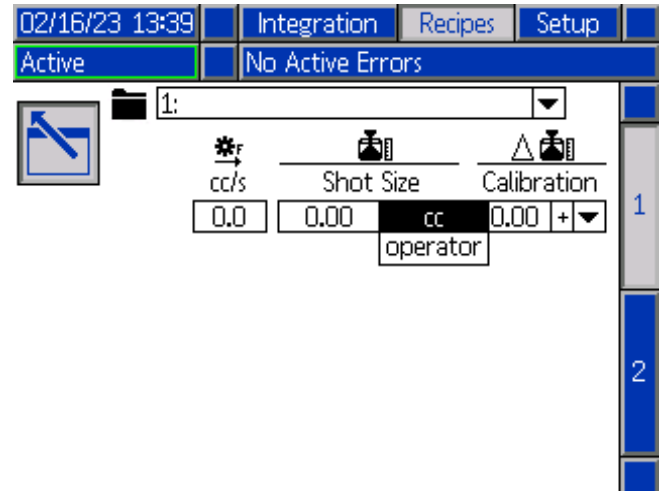 02/16/23 13:39 Integration Recipes Setup
Active No Active Errors
1:
F
cc/s Shot Size Calibration
0.0 0.00 cc 0.00 +
operator
1
2